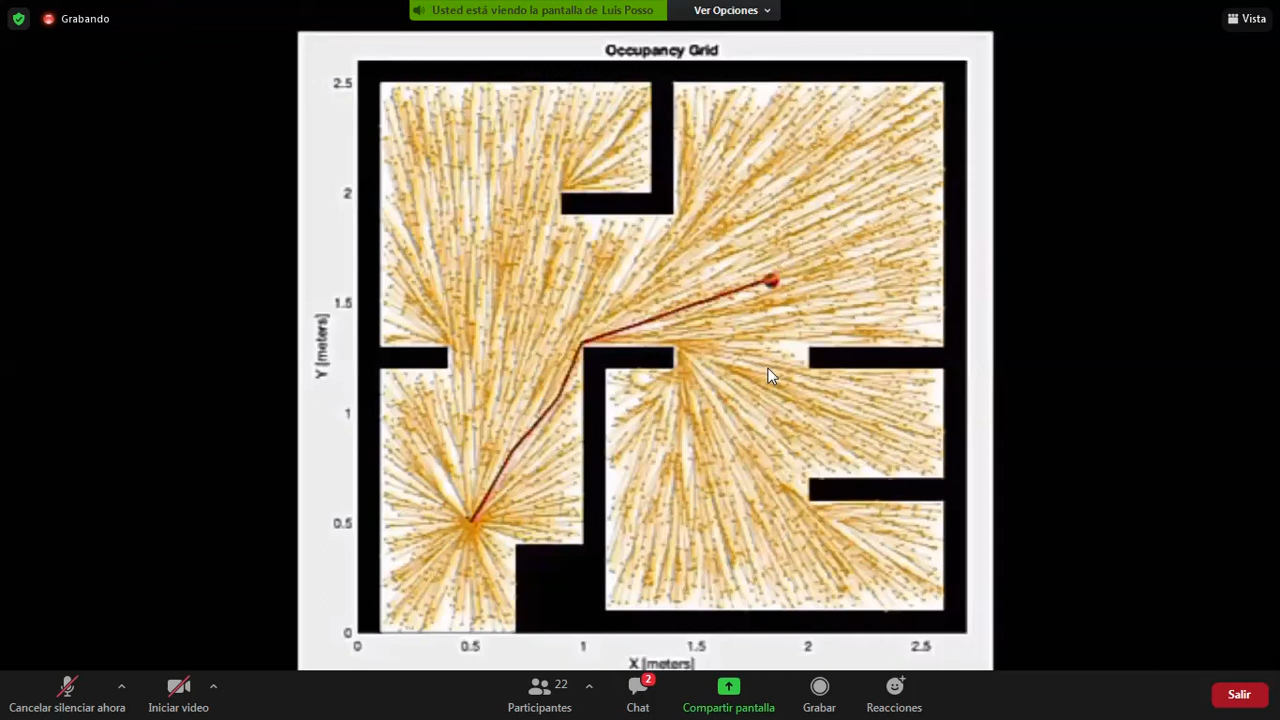 Grabando
Usted está viendo la pantalla de Luis Posso
Ver Opciones
Vista
Occupancy Grid
2.5
2
1.5
1
0.5
0
Y [meters]
0 0.5 1 1.5 2 2.5
X [meters]
22
2
Cancelar silenciar ahora
Iniciar video
Participantes
Chat
Compartir pantalla
Grabar
Reacciones
Salir